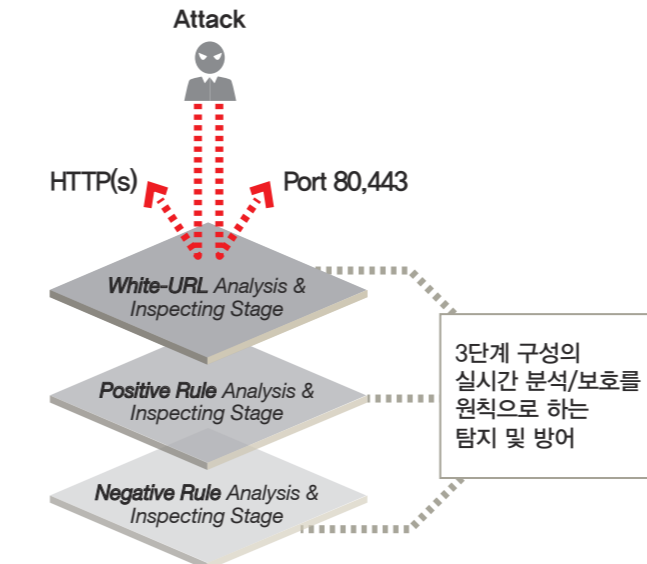 Attack
HTTP(s)
Port 80,443
White-URL Analysis &
Inspecting Stage
Positive Rule Analysis &
Inspecting Stage
Negative Rule Analysis &
Inspecting Stage
3단계 구성의
실시간 분석/보호를
원칙으로 하는
탐지 및 방어